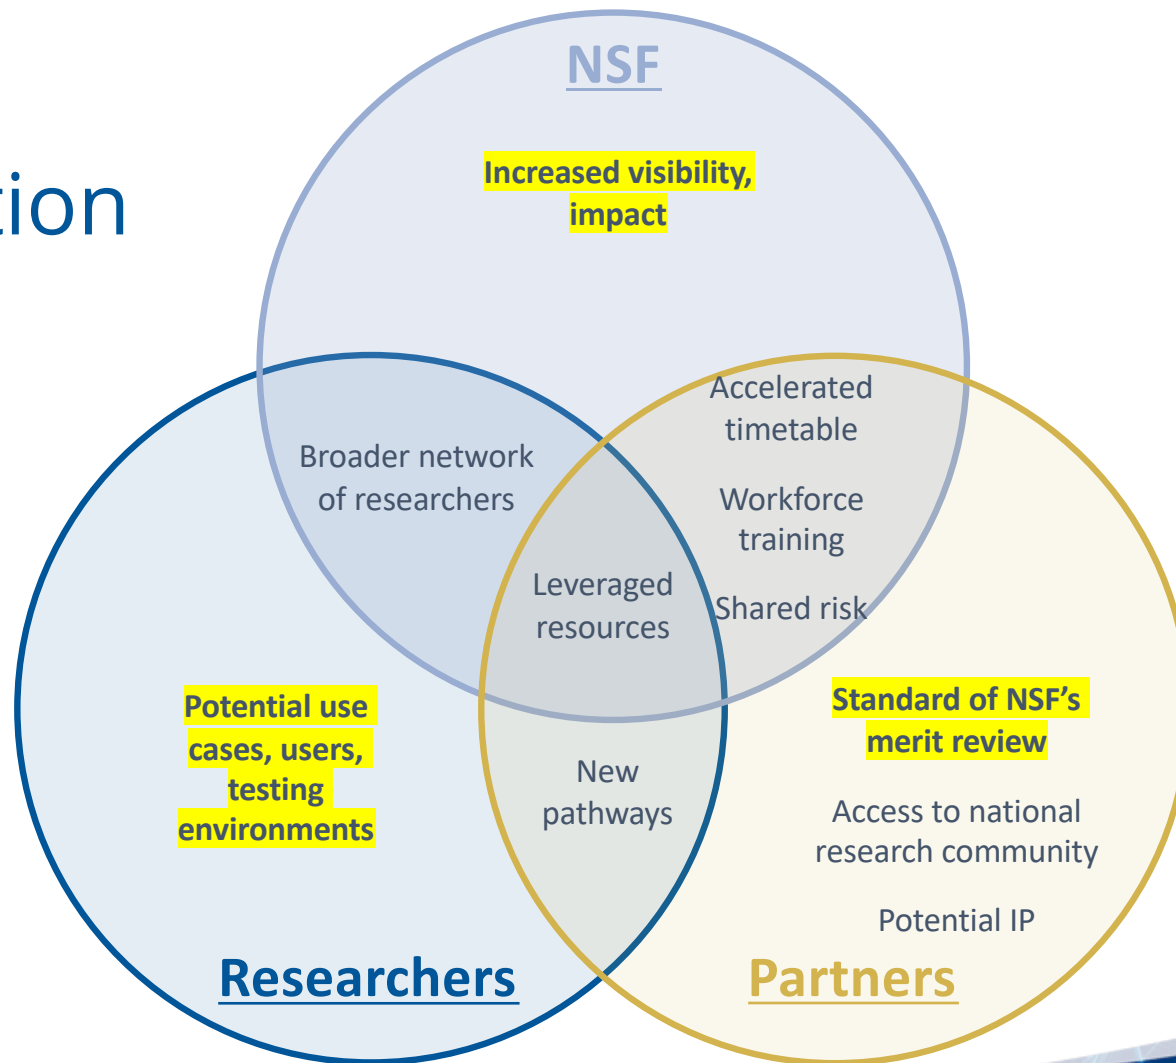 NSF
tion
Increased visibility,
impact
Accelerated
timetable
Broader network
of researchers
Workforce
training
Leveraged
resources
Shared risk
Potential use
cases, users,
testing
environments
Standard of NSF’s
merit review
New
pathways
Access to national
research community
Potential IP
Researchers
Partners